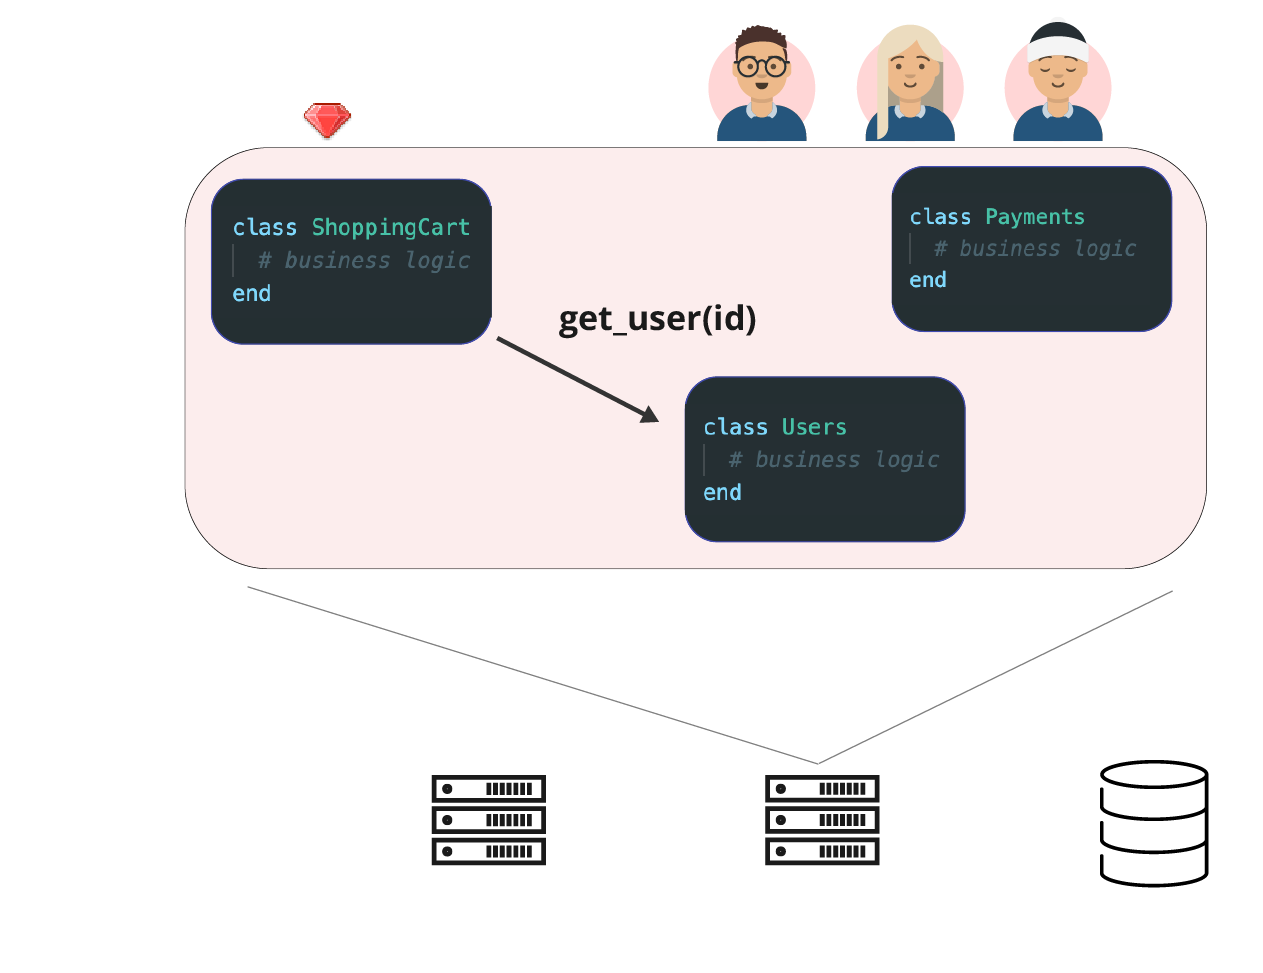 class ShoppingCart
# business logic
end
class Payments
# business logic
end
get_user(id)
class Users
# business logic
end